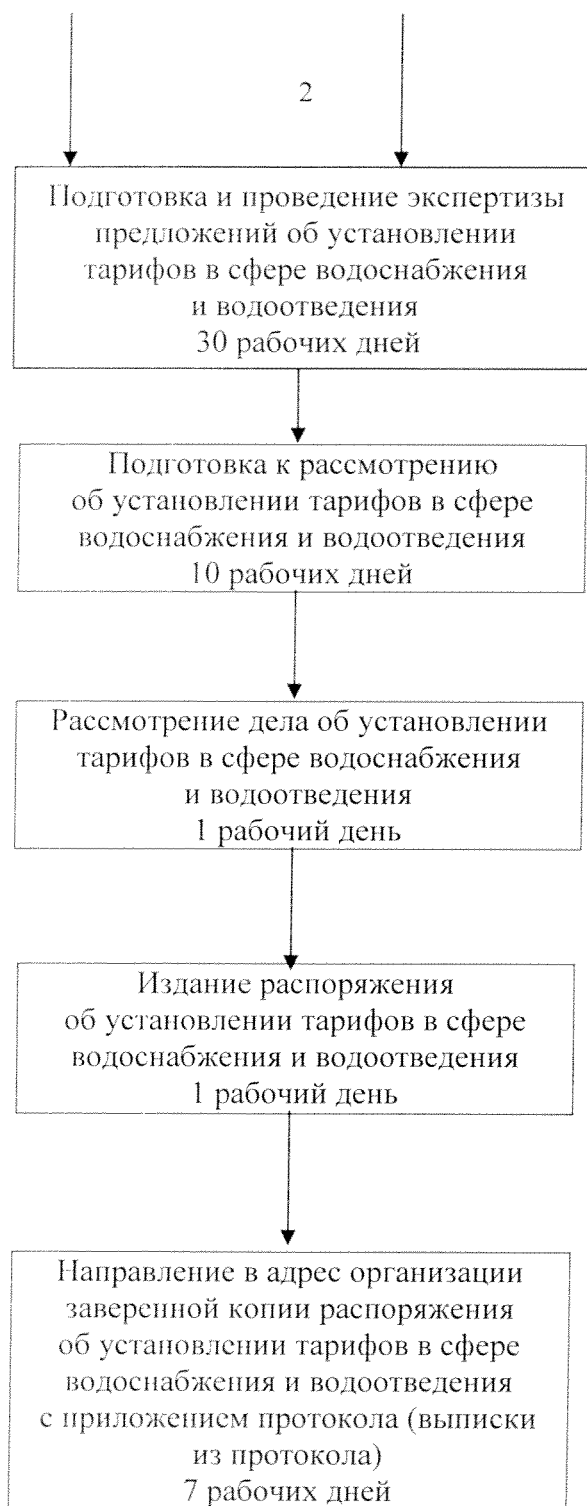 2
Подготовка и проведение экспертизы
предложений об установлении
тарифов в сфере водоснабжения
и водоотведения
30 рабочих дней
Подготовка к рассмотрению
об установлении тарифов в сфере
водоснабжения и водоотведения
10 рабочих дней
Рассмотрение дела об установлении
тарифов в сфере водоснабжения
и водоотведения
1 рабочий день
Издание распоряжения
об установлении тарифов в сфере
водоснабжения и водоотведения
1 рабочий день
Направление в адрес организации
заверенной копии распоряжения
об установлении тарифов в сфере
водоснабжения и водоотведения
с приложением протокола (выписки
из протокола)
7 рабочих дней